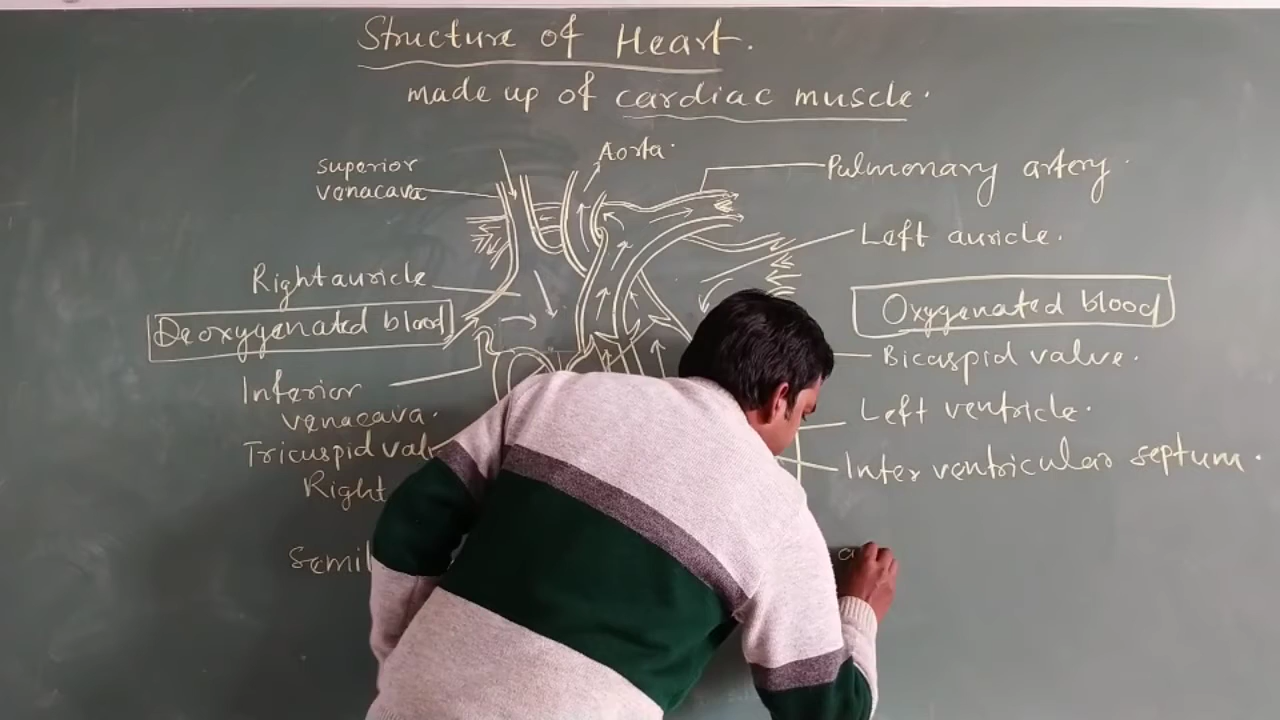 Structure of Heart.
made up of cardiac muscle.
Aorta.
superior
venacava
Pulmonary artery.
Left auricle.
Right auricle
Oxygenated blood
Deoxygenated blood
Bicuspid valve.
Inferior
venacava.
Left ventricle.
Tricuspid val
Inter ventricular septum.
Right
Semil